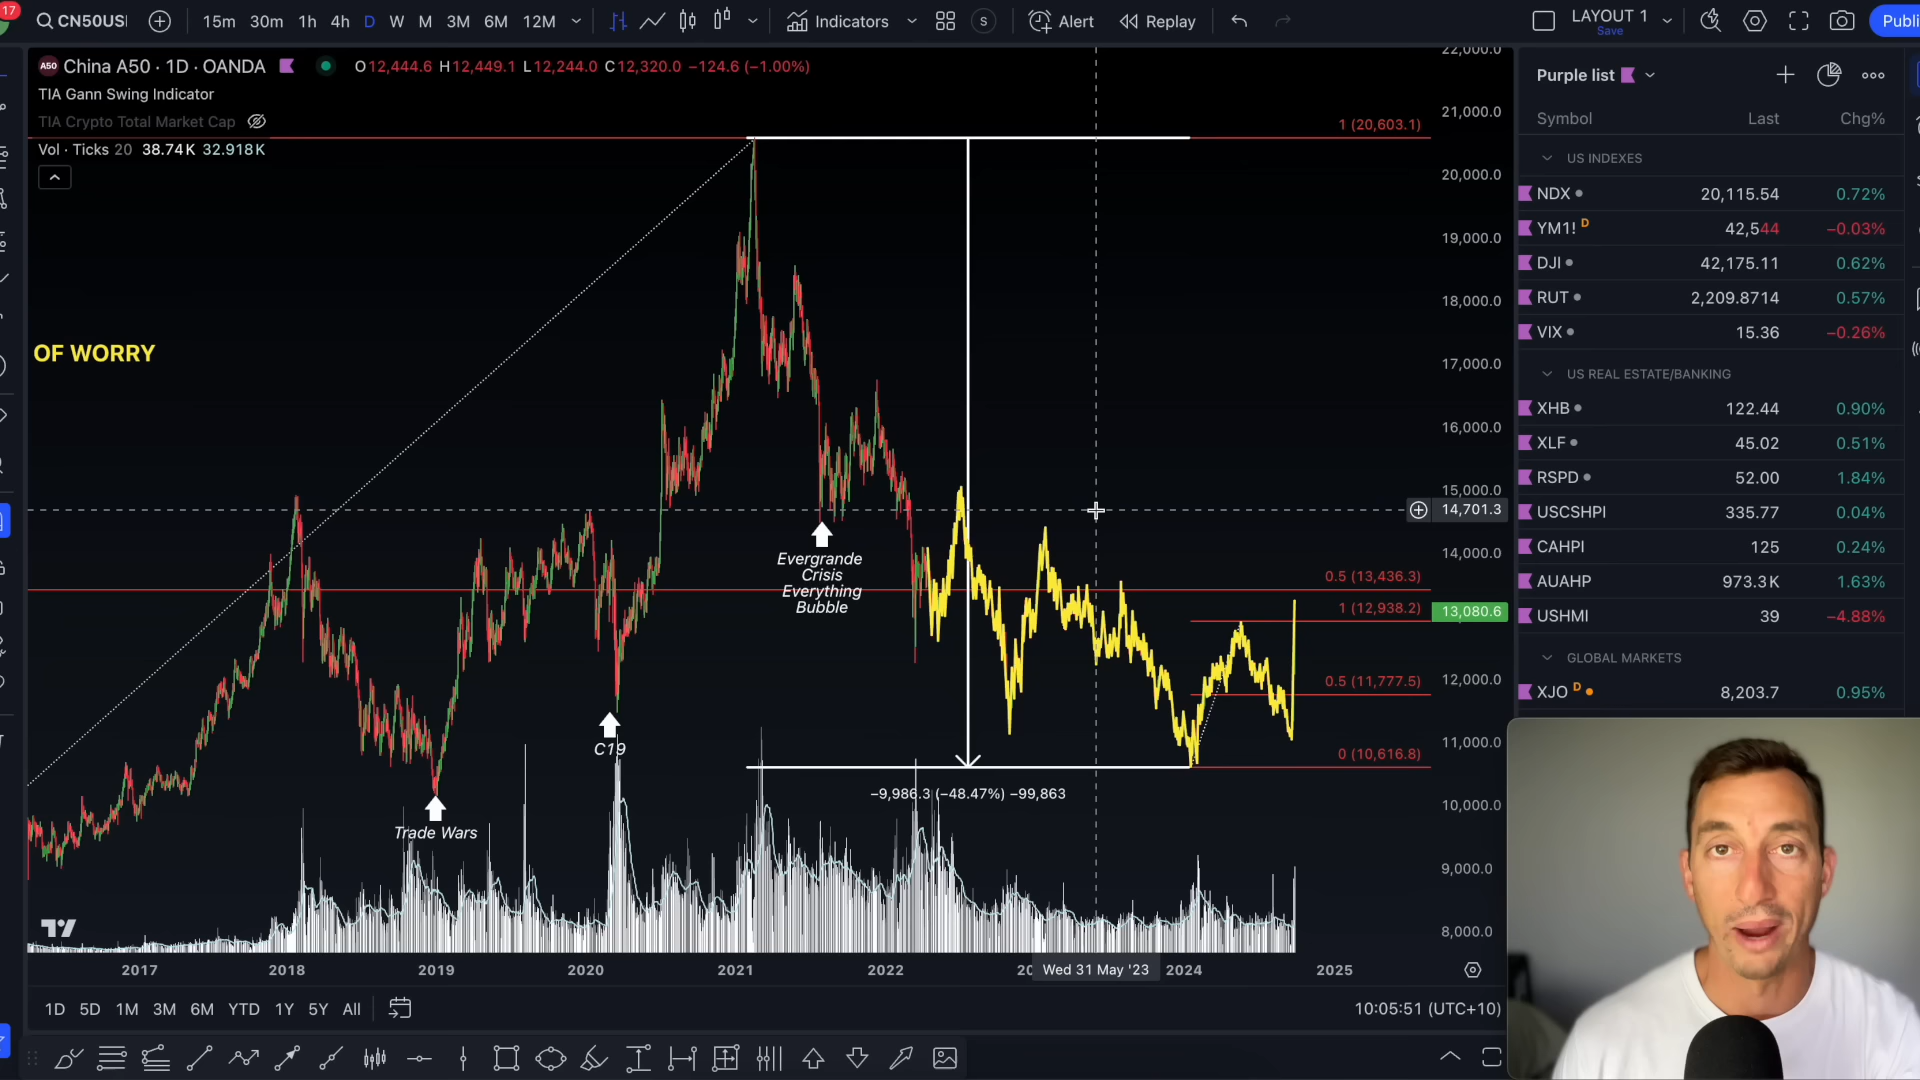 17
CN50US
15m 30m 1h 4h D W M 3M 6M 12M
Indicators
S
Alert
Replay
LAYOUT 1
Save
Publi
A50 China A50 · 1D · OANDA
O12,444.6 H12,449.1 L12,244.0 C12,320.0 −124.6 (−1.00%)
TIA Gann Swing Indicator
TIA Crypto Total Market Cap
Vol · Ticks 20 38.74K 32.918K
OF WORRY
1 (20,603.1)
0.5 (13,436.3)
1 (12,938.2)
0.5 (11,777.5)
0 (10,616.8)
Evergrande
Crisis
Everything
Bubble
C19
Trade Wars
−9,986.3 (−48.47%) −99,863
22,000.0
21,000.0
20,000.0
19,000.0
18,000.0
17,000.0
16,000.0
15,000.0
14,701.3
14,000.0
13,080.6
12,000.0
11,000.0
10,000.0
9,000.0
8,000.0
2017 2018 2019 2020 2021 2022 Wed 31 May '23 2024 2025
1D 5D 1M 3M 6M YTD 1Y 5Y All
10:05:51 (UTC+10)
Purple list
Symbol Last Chg%
US INDEXES
NDX 20,115.54 0.72%
YM1! D 42,544 −0.03%
DJI 42,175.11 0.62%
RUT 2,209.8714 0.57%
VIX 15.36 −0.26%
US REAL ESTATE/BANKING
XHB 122.44 0.90%
XLF 45.02 0.51%
RSPD 52.00 1.84%
USCSHPI 335.77 0.04%
CAHPI 125 0.24%
AUAHP 973.3K 1.63%
USHMI 39 −4.88%
GLOBAL MARKETS
XJO D 8,203.7 0.95%